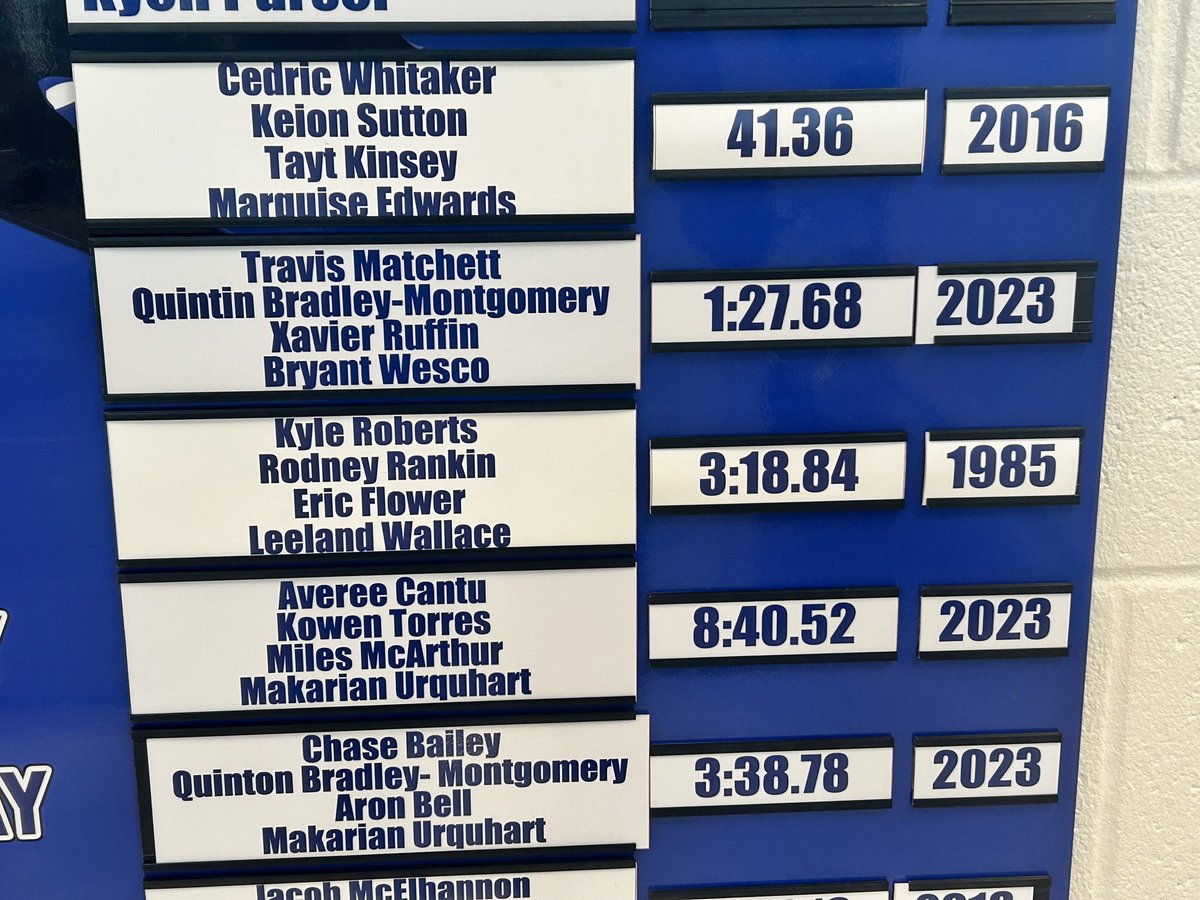 Cedric Whitaker
Keion Sutton
Tayt Kinsey
Marquise Edwards
41.36
2016
Travis Matchett
Quintin Bradley-Montgomery
Xavier Ruffin
Bryant Wesco
1:27.68
2023
Kyle Roberts
Rodney Rankin
Eric Flower
Leeland Wallace
3:18.84
1985
Averee Cantu
Kowen Torres
Miles McArthur
Makarian Urquhart
8:40.52
2023
Chase Bailey
Quinton Bradley- Montgomery
Aron Bell
Makarian Urquhart
3:38.78
2023
Jacob McElhannon